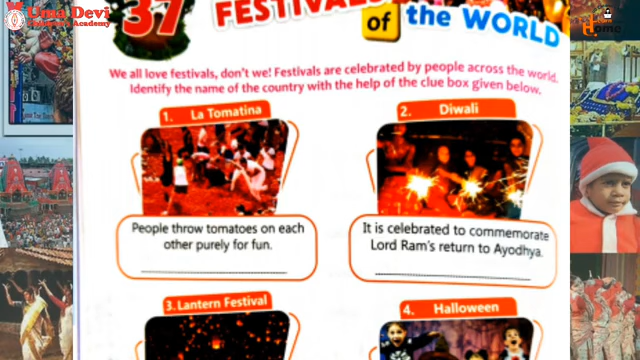 Uma Devi
Children's Academy
37
FESTIVALS
of the WORLD
We all love festivals, don't we! Festivals are celebrated by people across the world.
Identify the name of the country with the help of the clue box given below.
1. La Tomatina
People throw tomatoes on each
other purely for fun.
2. Diwali
It is celebrated to commemorate
Lord Ram's return to Ayodhya.
3. Lantern Festival
4. Halloween